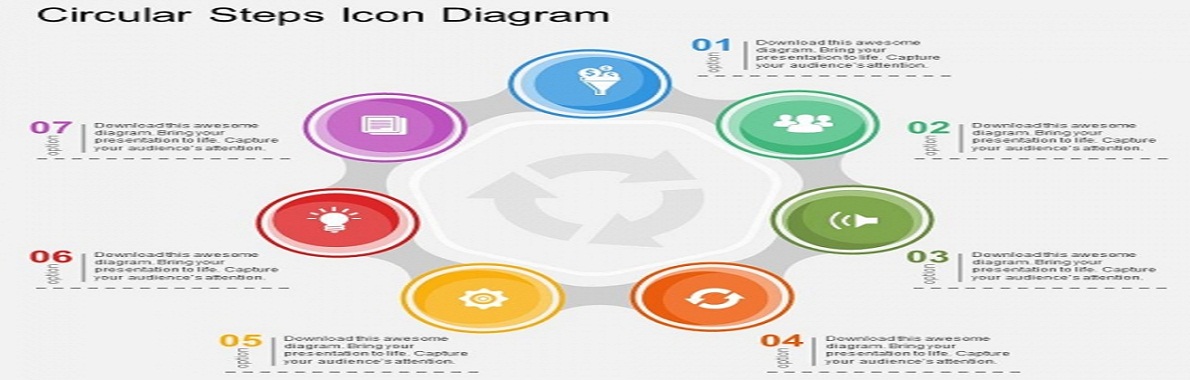 Circular Steps Icon Diagram
01
option
Download this awesome
diagram. Bring your
presentation to life. Capture
your audience's attention.
02
option
Download this awesome
diagram. Bring your
presentation to life. Capture
your audience's attention.
03
option
Download this awesome
diagram. Bring your
presentation to life. Capture
your audience's attention.
04
option
Download this awesome
diagram. Bring your
presentation to life. Capture
your audience's attention.
05
option
Download this awesome
diagram. Bring your
presentation to life. Capture
your audience's attention.
06
option
Download this awesome
diagram. Bring your
presentation to life. Capture
your audience's attention.
07
option
Download this awesome
diagram. Bring your
presentation to life. Capture
your audience's attention.